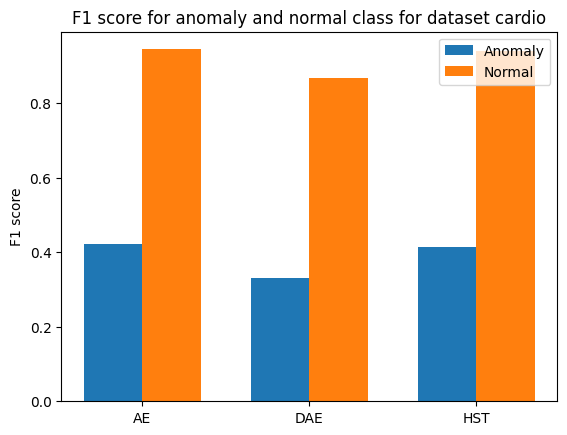 F1 score for anomaly and normal class for dataset cardio
Anomaly
Normal
F1 score
0.8
0.6
0.4
0.2
0.0
AE
DAE
HST